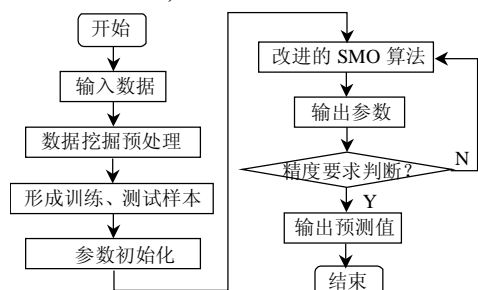 开始
输入数据
数据挖掘预处理
形成训练、测试样本
参数初始化
改进的 SMO 算法
输出参数
精度要求判断?
N
Y
输出预测值
结束